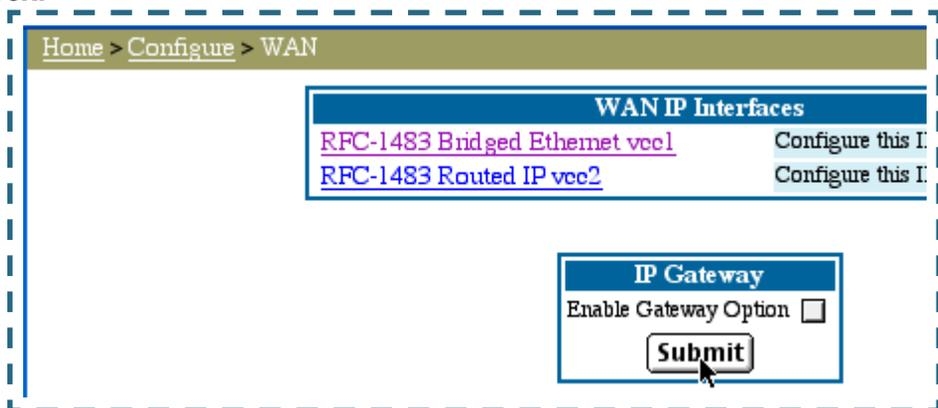 Home > Configure > WAN
WAN IP Interfaces
RFC-1483 Bridged Ethernet vcc1
Configure this
RFC-1483 Routed IP vcc2
Configure this
IP Gateway
Enable Gateway Option
Submit